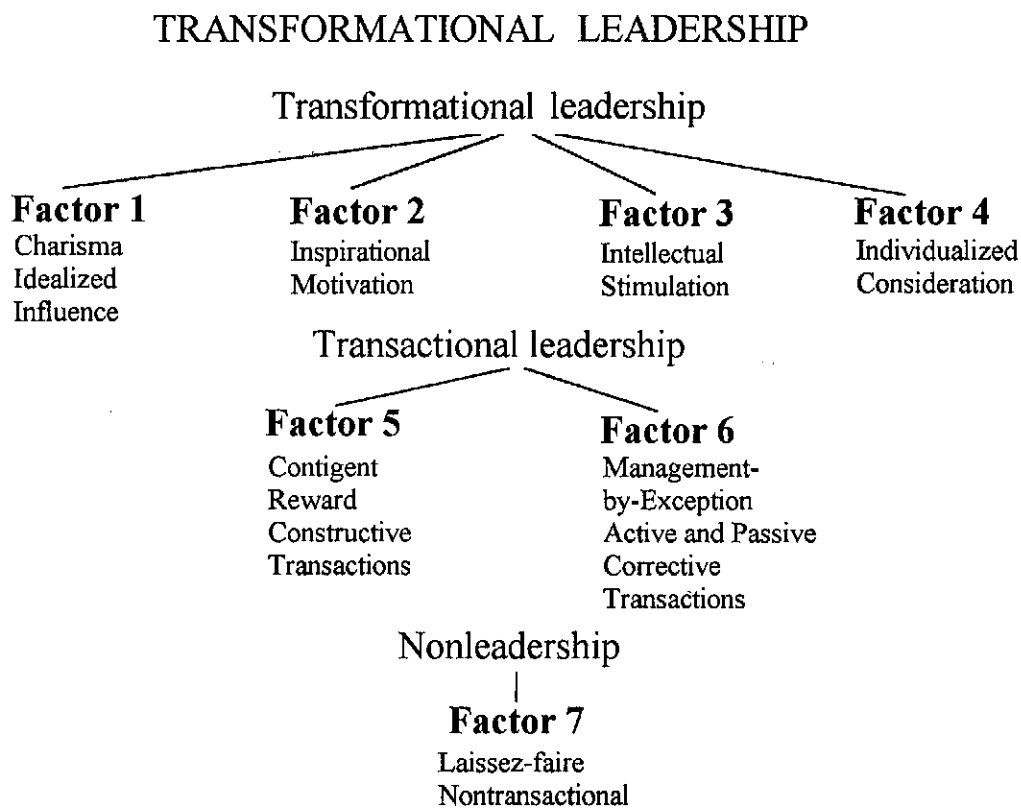 TRANSFORMATIONAL LEADERSHIP
Transformational leadership
Factor 1
Charisma
Idealized
Influence
Factor 2
Inspirational
Motivation
Factor 3
Intellectual
Stimulation
Factor 4
Individualized
Consideration
Transactional leadership
Factor 5
Contigent
Reward
Constructive
Transactions
Factor 6
Management-
by-Exception
Active and Passive
Corrective
Transactions
Nonleadership
Factor 7
Laissez-faire
Nontransactional